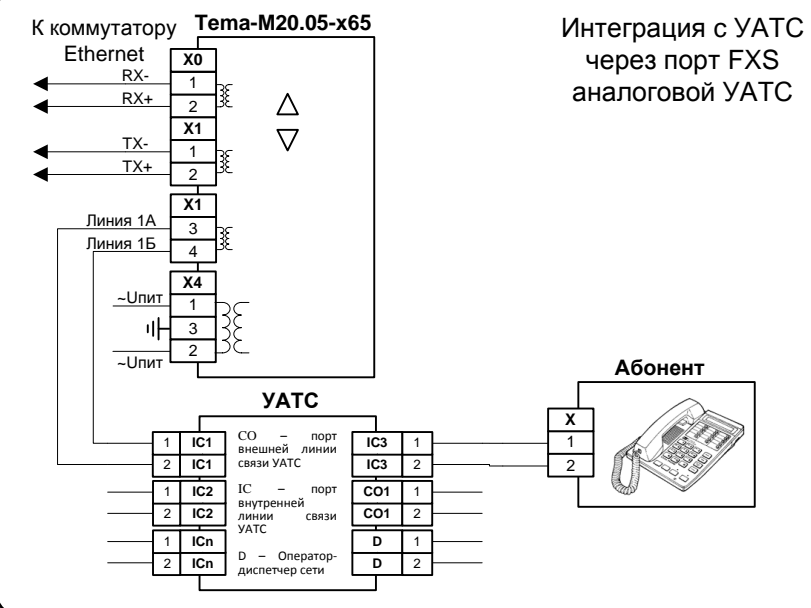 К коммутатору
Ethernet
Tema-M20.05-x65
Интеграция с УАТС
через порт FXS
аналоговой УАТС
X0
RX- 1
RX+ 2
X1
TX- 1
TX+ 2
X1
Линия 1А 3
Линия 1Б 4
X4
~Uпит 1
3
2
~Uпит
Абонент
X
1
2
УАТС
1 IC1
2 IC1
1 IC2
2 IC2
1 ICn
2 ICn
CO – порт
внешней линии
связи УАТС
IC – порт
внутренней
линии связи
УАТС
D – Оператор-
диспетчер сети
IC3 1
IC3 2
CO1 1
CO1 2
D 1
D 2